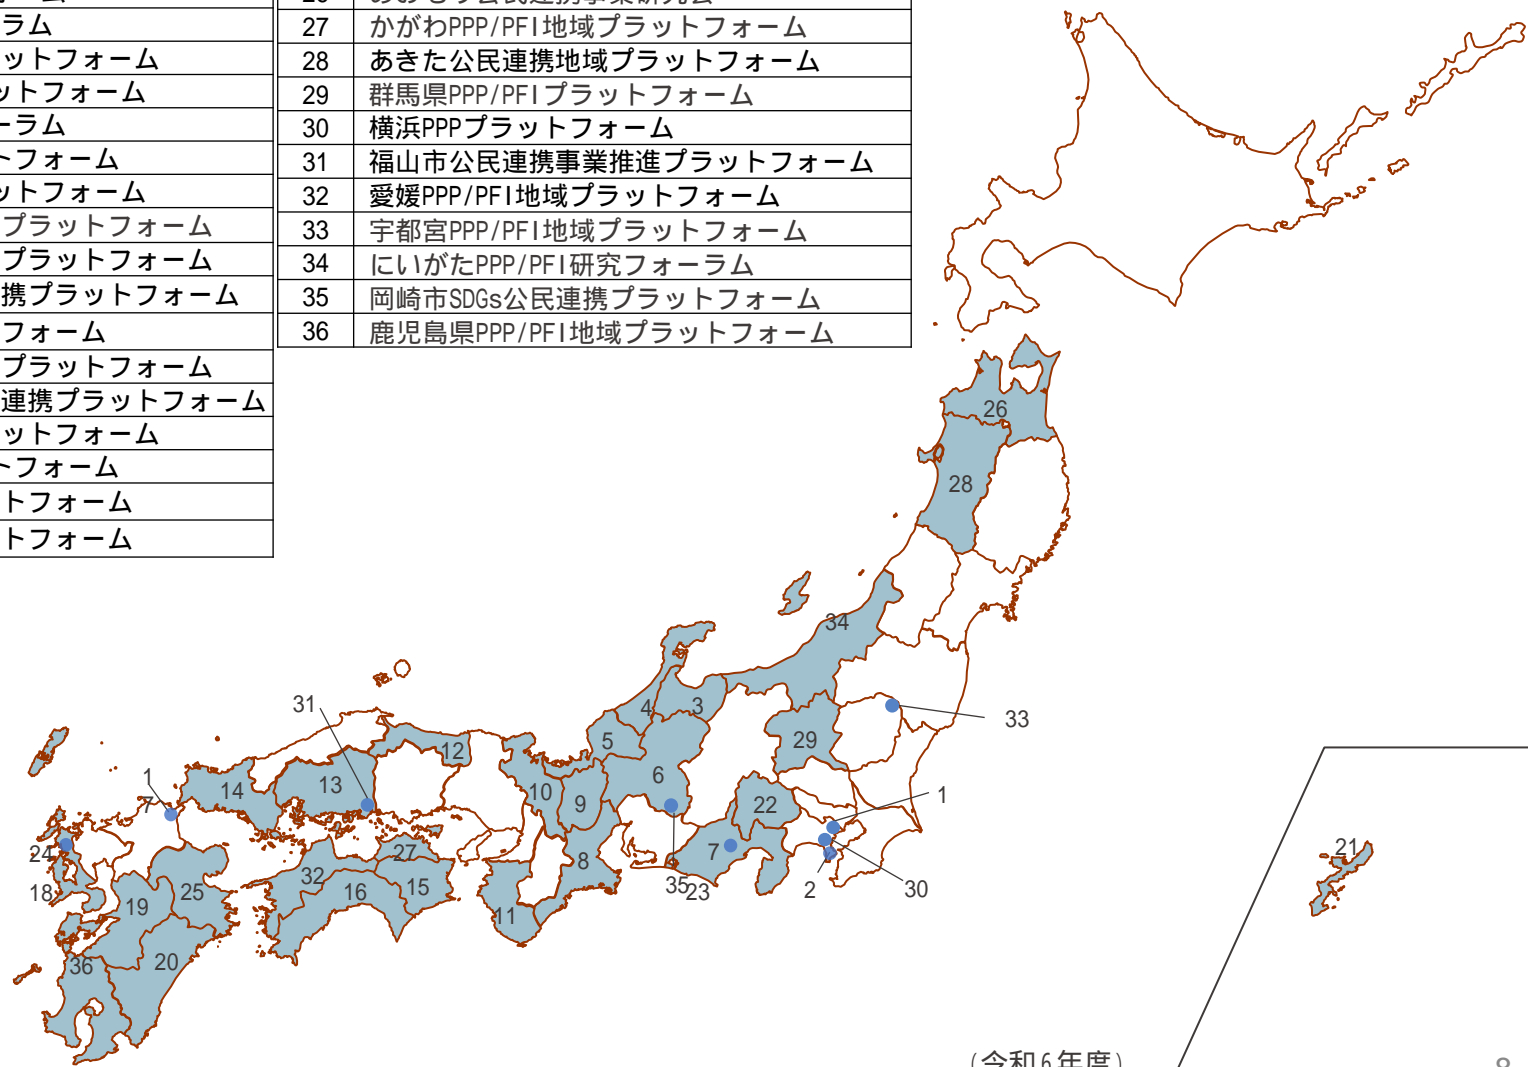 ラム
ットフォーム
ットフォーム
ーラム
トフォーム
ットフォーム
プラットフォーム
プラットフォーム
携プラットフォーム
フォーム
プラットフォーム
連携プラットフォーム
ットフォーム
トフォーム
トフォーム
トフォーム
27 かがわPPP/PFI地域プラットフォーム
28 あきた公民連携地域プラットフォーム
29 群馬県PPP/PFIプラットフォーム
30 横浜PPPプラットフォーム
31 福山市公民連携事業推進プラットフォーム
32 愛媛PPP/PFI地域プラットフォーム
33 宇都宮PPP/PFI地域プラットフォーム
34 にいがたPPP/PFI研究フォーラム
35 岡崎市SDGs公民連携プラットフォーム
36 鹿児島県PPP/PFI地域プラットフォーム
26
28
34
31
4
3
33
5
29
12
6
1
7
14
13
10
9
22
1
24
27
8
7
21
18
32
16
15
35
23
2
30
19
25
11
36
20
(令和6年度)